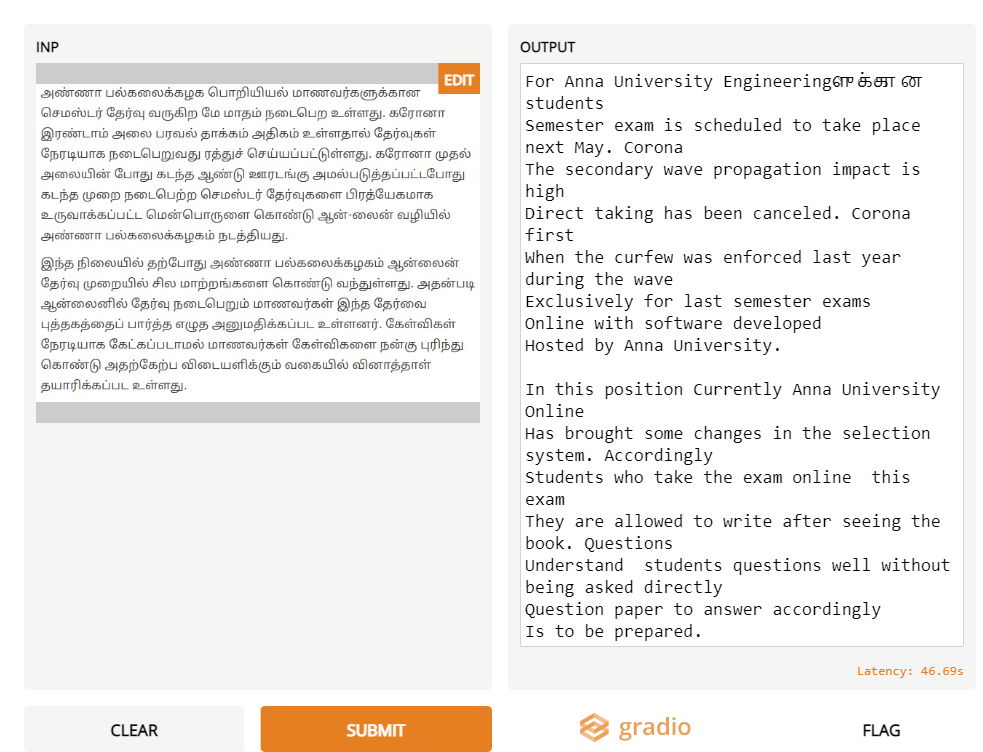 INP
EDIT
அண்ணா பல்கலைக்கழக பொறியியல் மாணவர்களுக்கான
செமஸ்டர் தேர்வு வருகிற மே மாதம் நடைபெற உள்ளது. கரோனா
இரண்டாம் அலை பரவல் தாக்கம் அதிகம் உள்ளதால் தேர்வுகள்
நேரடியாக நடைபெறுவது ரத்துச் செய்யப்பட்டுள்ளது. கரோனா முதல்
அலையின் போது கடந்த ஆண்டு ஊரடங்கு அமல்படுத்தப்பட்டபோது
கடந்த முறை நடைபெற்ற செமஸ்டர் தேர்வுகளை பிரத்யேகமாக
உருவாக்கப்பட்ட மென்பொருளை கொண்டு ஆன்-லைன் வழியில்
அண்ணா பல்கலைக்கழகம் நடத்தியது.
இந்த நிலையில் தற்போது அண்ணா பல்கலைக்கழகம் ஆன்லைன்
தேர்வு முறையில் சில மாற்றங்களை கொண்டு வந்துள்ளது. அதன்படி
ஆன்லைனில் தேர்வு நடைபெறும் மாணவர்கள் இந்த தேர்வை
புத்தகத்தைப் பார்த்த எழுத அனுமதிக்கப்பட உள்ளனர். கேள்விகள்
நேரடியாக கேட்கப்படாமல் மாணவர்கள் கேள்விகளை நன்கு புரிந்து
கொண்டு அதற்கேற்ப விடையளிக்கும் வகையில் வினாத்தாள்
தயாரிக்கப்பட உள்ளது.
OUTPUT
For Anna University Engineeringளுக்கான
students
Semester exam is scheduled to take place
next May. Corona
The secondary wave propagation impact is
high
Direct taking has been canceled. Corona
first
When the curfew was enforced last year
during the wave
Exclusively for last semester exams
Online with software developed
Hosted by Anna University.
In this position Currently Anna University
Online
Has brought some changes in the selection
system. Accordingly
Students who take the exam online  this
exam
They are allowed to write after seeing the
book. Questions
Understand  students questions well without
being asked directly
Question paper to answer accordingly
Is to be prepared.
Latency: 46.69s
CLEAR
SUBMIT
gradio
FLAG